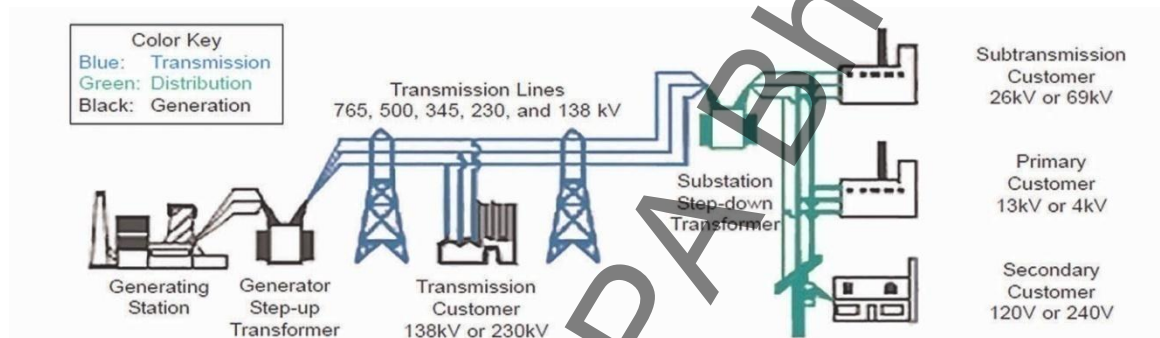 Color Key
Blue: Transmission
Green: Distribution
Black: Generation
Transmission Lines
765, 500, 345, 230, and 138 kV
Subtransmission
Customer
26kV or 69kV
Primary
Customer
13kV or 4kV
Substation
Step-down
Transformer
Secondary
Customer
120V or 240V
Generating
Station
Generator
Step-up
Transformer
Transmission
Customer
138kV or 230kV
PA Bh